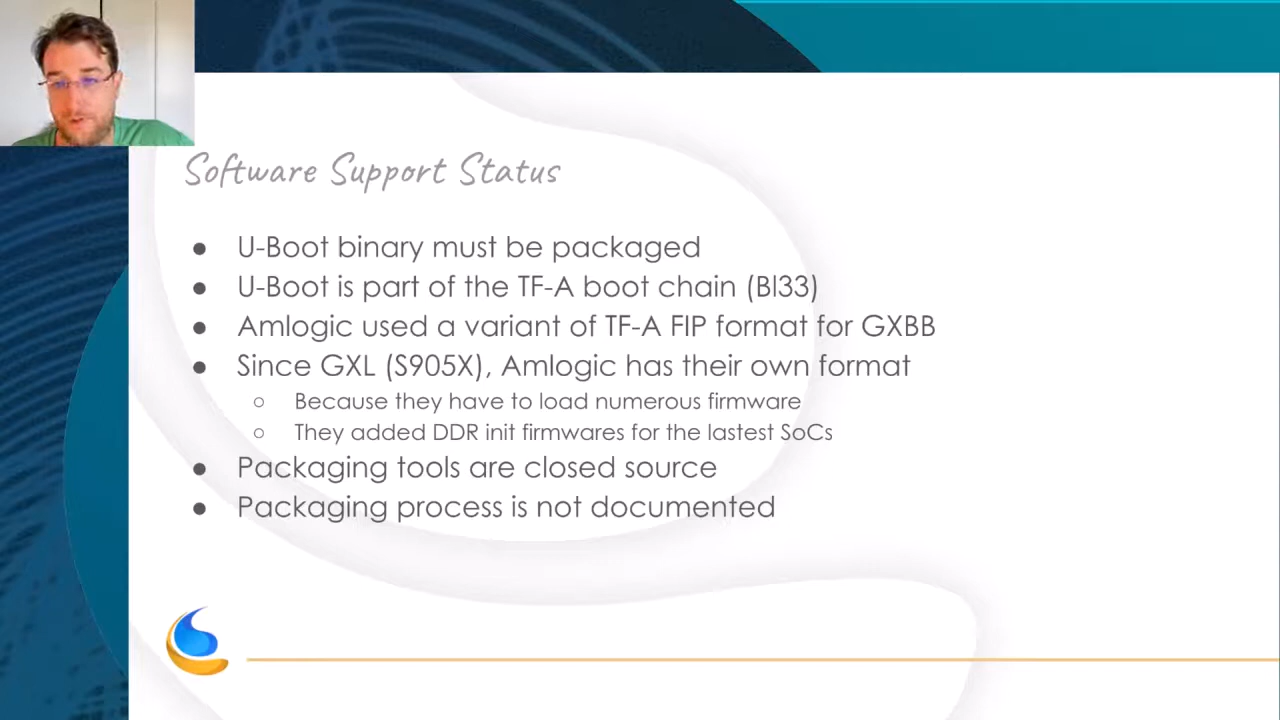 Software Support Status
● U-Boot binary must be packaged
● U-Boot is part of the TF-A boot chain (Bl33)
● Amlogic used a variant of TF-A FIP format for GXBB
● Since GXL (S905X), Amlogic has their own format
○ Because they have to load numerous firmware
○ They added DDR init firmwares for the lastest SoCs
● Packaging tools are closed source
● Packaging process is not documented